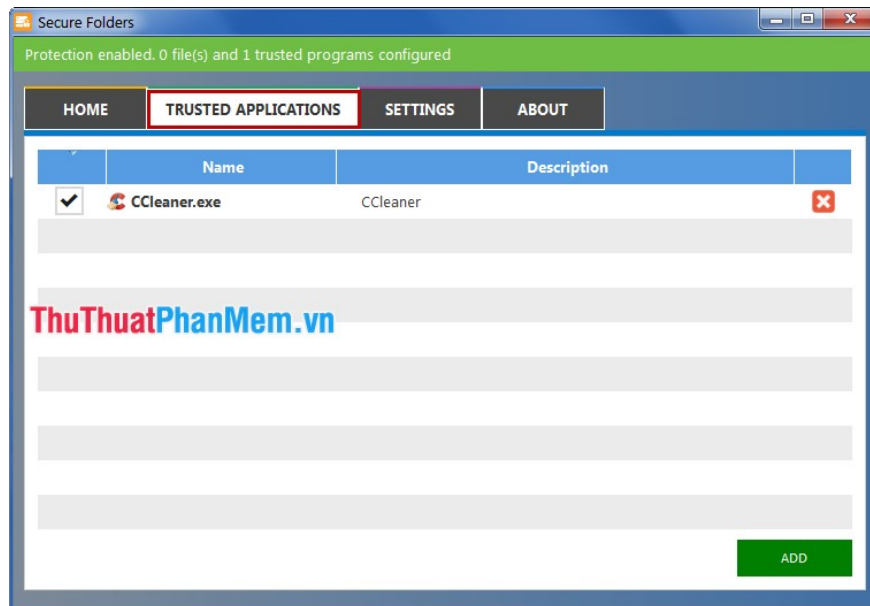 Secure Folders
Protection enabled. 0 file(s) and 1 trusted programs configured
HOME TRUSTED APPLICATIONS SETTINGS ABOUT
Name Description
CCleaner.exe CCleaner
ThuThuatPhanMem.vn
ADD